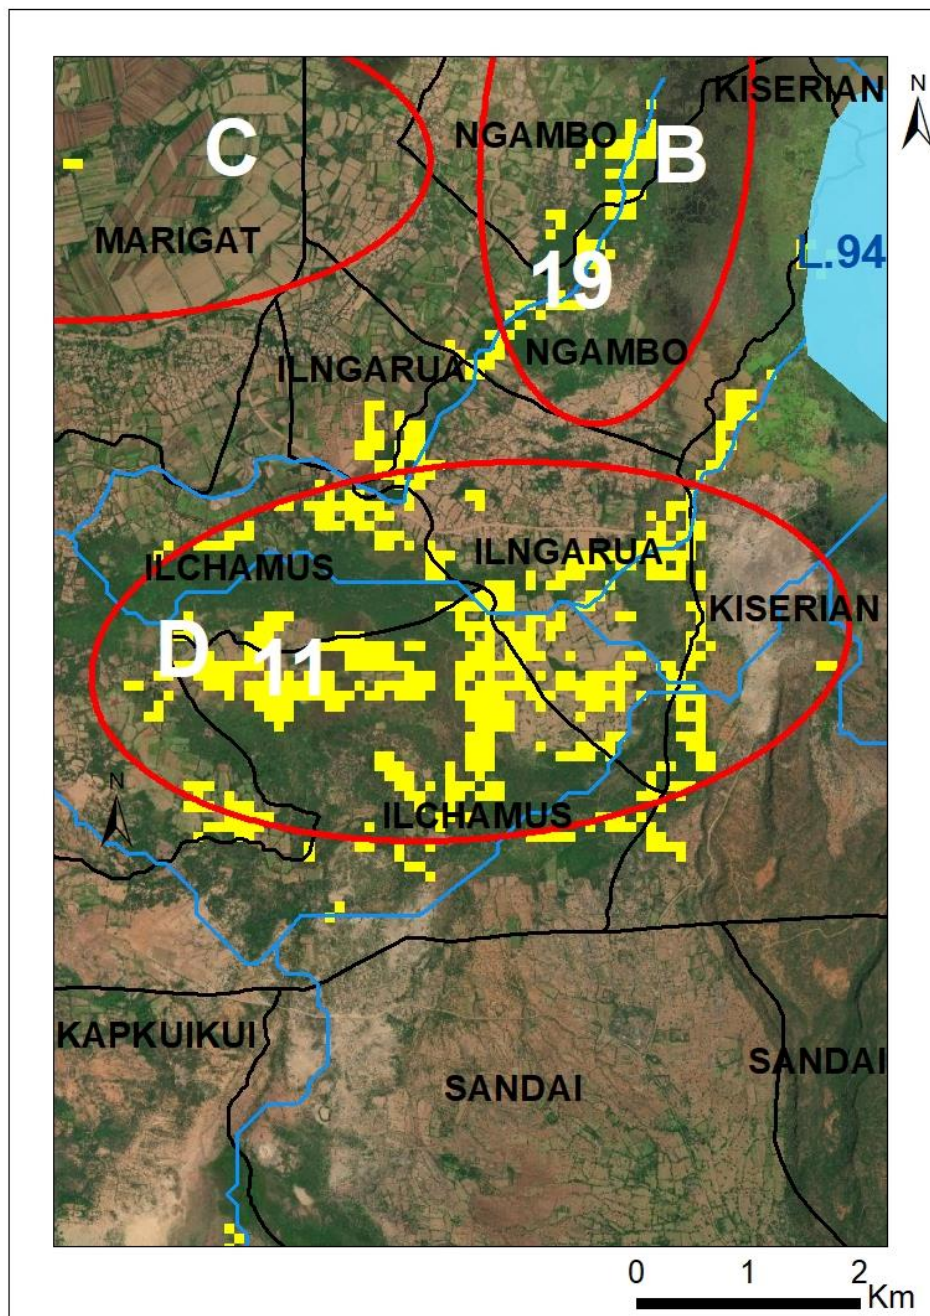 KISERIAN
N
NGAMBO
C
B
MARIGAT
L.94
19
NGAMBO
ILNGARUA
ILNGARUA
ILCHAMUS
KISERIAN
D
11
N
ILCHAMUS
KAPKUIKUI
SANDAI
SANDAI
0 1 2
Km